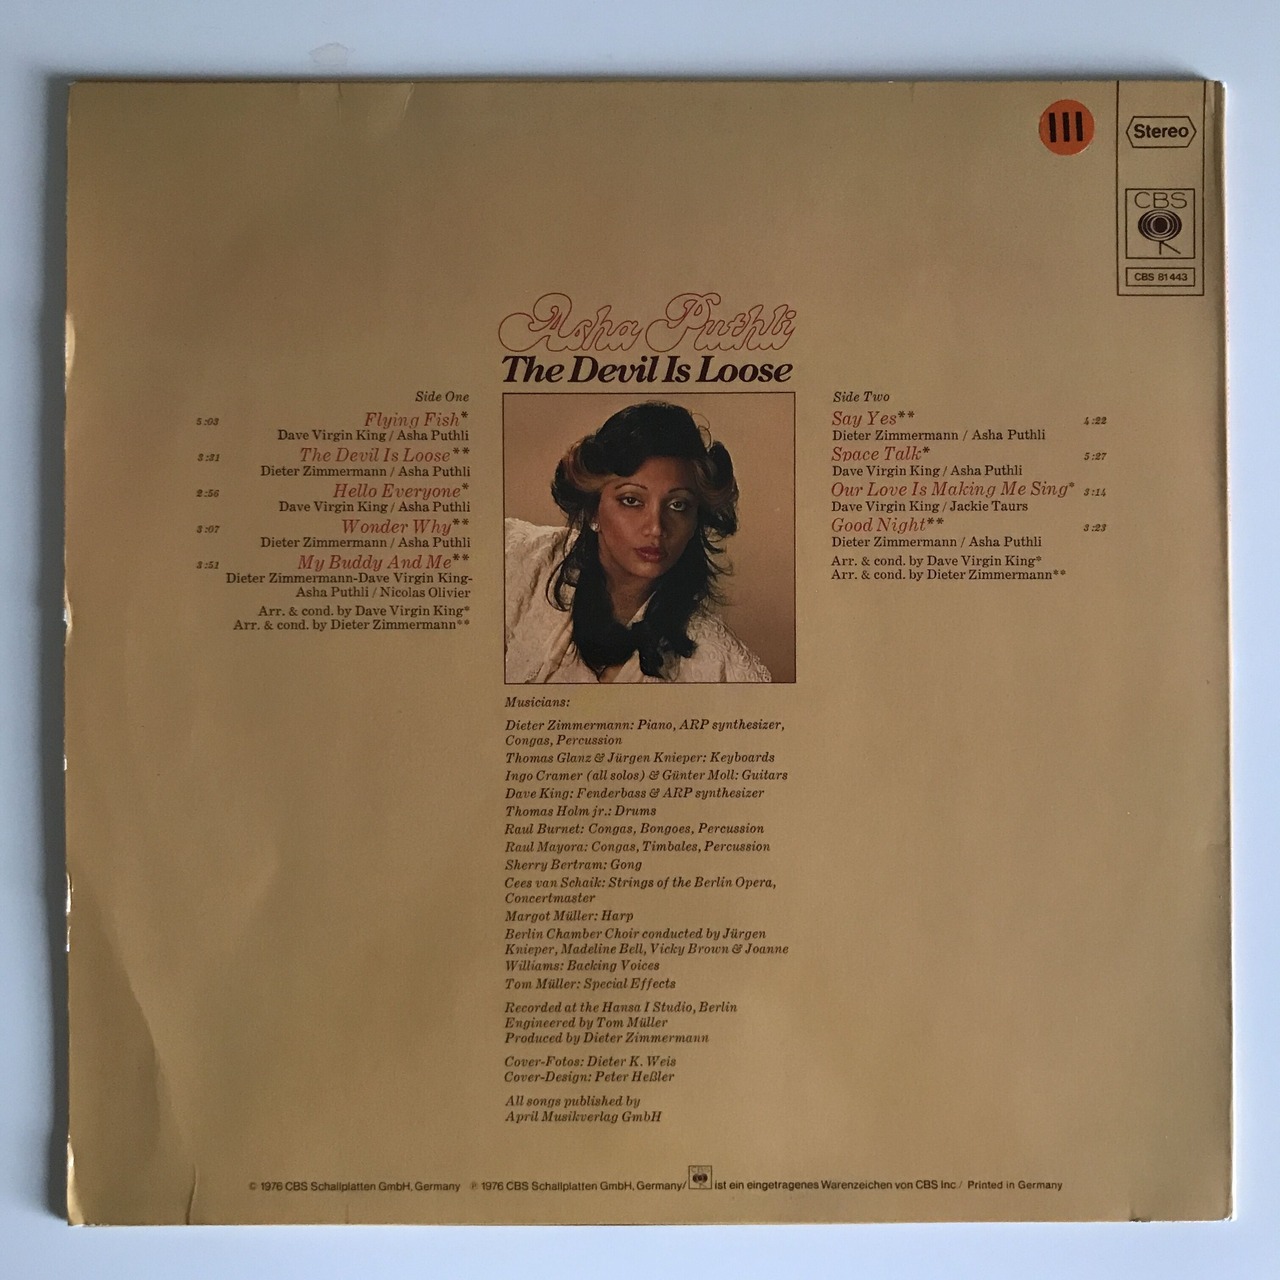 III
Stereo
CBS
CBS 81 443
Asha Puthli
The Devil Is Loose
Side One
5:03 Flying Fish*
Dave Virgin King / Asha Puthli
3:31 The Devil Is Loose**
Dieter Zimmermann / Asha Puthli
2:56 Hello Everyone*
Dave Virgin King / Asha Puthli
3:07 Wonder Why**
Dieter Zimmermann / Asha Puthli
3:51 My Buddy And Me**
Dieter Zimmermann-Dave Virgin King-
Asha Puthli / Nicolas Olivier
Arr. & cond. by Dave Virgin King*
Arr. & cond. by Dieter Zimmermann**
Side Two
Say Yes** 4:22
Dieter Zimmermann / Asha Puthli
Space Talk* 5:27
Dave Virgin King / Asha Puthli
Our Love Is Making Me Sing* 3:14
Dave Virgin King / Jackie Taurs
Good Night** 3:23
Dieter Zimmermann / Asha Puthli
Arr. & cond. by Dave Virgin King*
Arr. & cond. by Dieter Zimmermann**
Musicians:
Dieter Zimmermann: Piano, ARP synthesizer,
Congas, Percussion
Thomas Glanz & Jürgen Knieper: Keyboards
Ingo Cramer (all solos) & Günter Moll: Guitars
Dave King: Fenderbass & ARP synthesizer
Thomas Holm jr.: Drums
Raul Burnet: Congas, Bongoes, Percussion
Raul Mayora: Congas, Timbales, Percussion
Sherry Bertram: Gong
Cees van Schaik: Strings of the Berlin Opera,
Concertmaster
Margot Müller: Harp
Berlin Chamber Choir conducted by Jürgen
Knieper, Madeline Bell, Vicky Brown & Joanne
Williams: Backing Voices
Tom Müller: Special Effects
Recorded at the Hansa I Studio, Berlin
Engineered by Tom Müller
Produced by Dieter Zimmermann
Cover-Fotos: Dieter K. Weis
Cover-Design: Peter Heßler
All songs published by
April Musikverlag GmbH
© 1976 CBS Schallplatten GmbH, Germany ℗ 1976 CBS Schallplatten GmbH, Germany/ CBS ist ein eingetragenes Warenzeichen von CBS Inc./ Printed in Germany